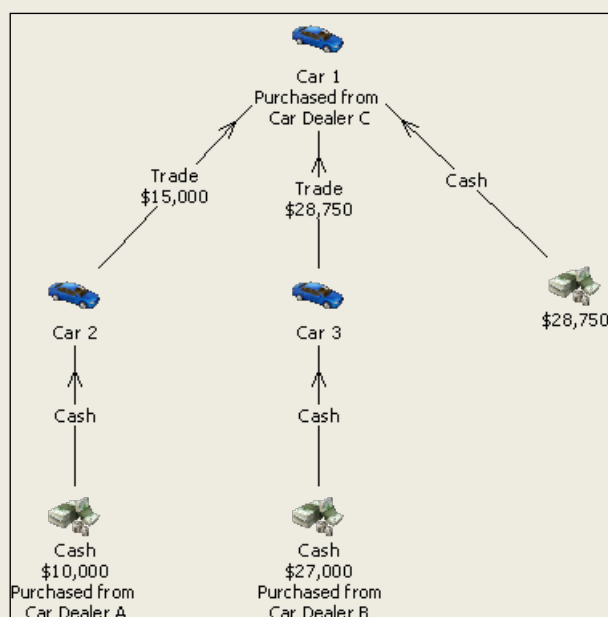 Car 1
Purchased from
Car Dealer C
Trade
$15,000
Trade
$28,750
Cash
Car 2
Car 3
$28,750
Cash
Cash
Cash
$10,000
Purchased from
Car Dealer A
Cash
$27,000
Purchased from
Car Dealer B